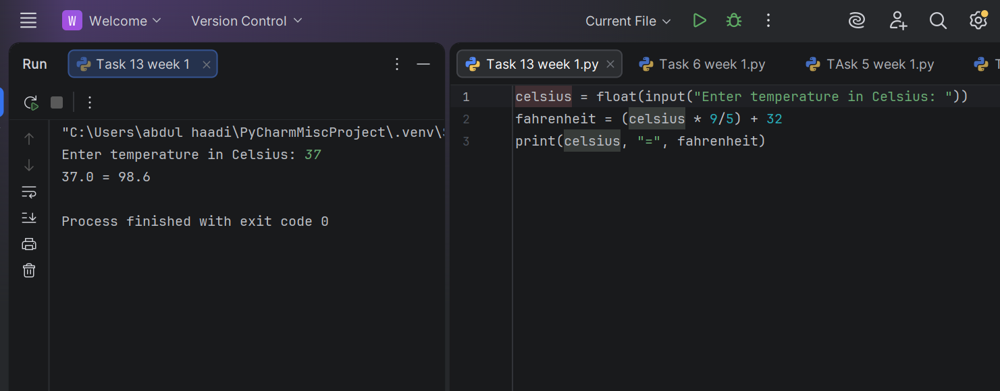 W Welcome Version Control Current File
Run Task 13 week 1
Task 13 week 1.py Task 6 week 1.py TAsk 5 week 1.py
"C:\Users\abdul haadi\PyCharmMiscProject\.venv\
Enter temperature in Celsius: 37
37.0 = 98.6
Process finished with exit code 0
1 celsius = float(input("Enter temperature in Celsius: "))
2 fahrenheit = (celsius * 9/5) + 32
3 print(celsius, "=", fahrenheit)